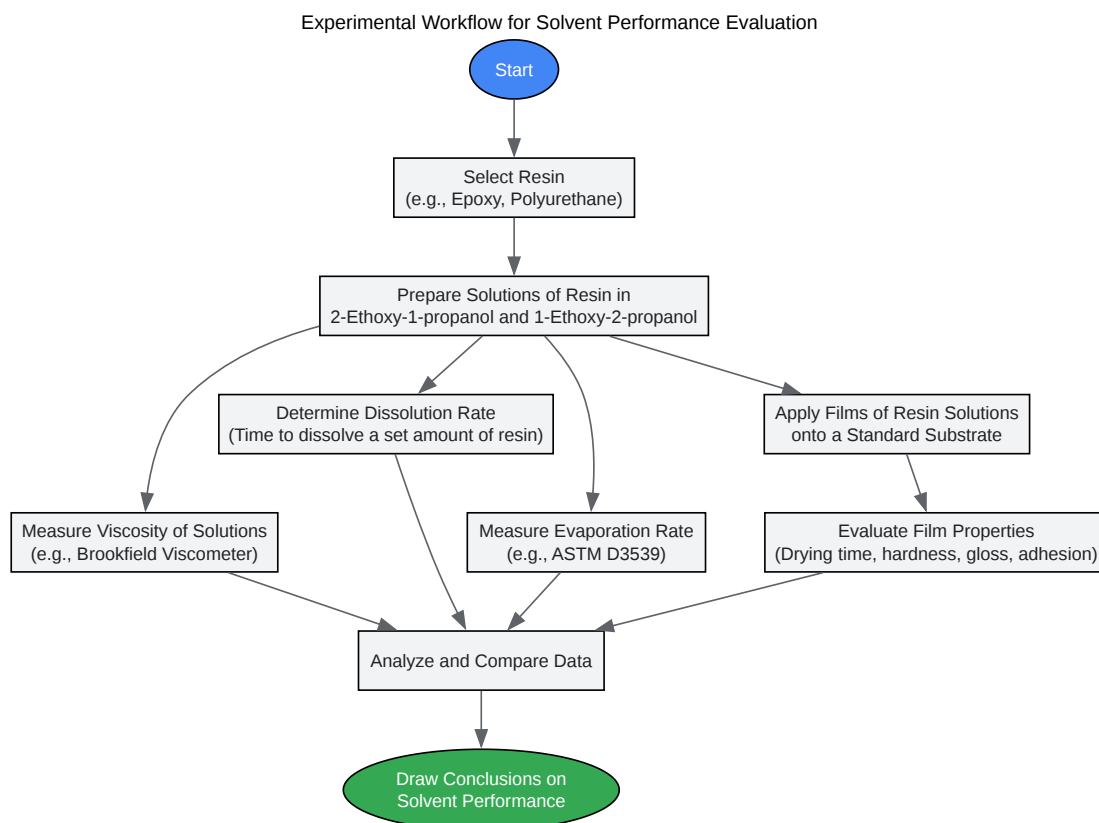 Experimental Workflow for Solvent Performance Evaluation
Start
Select Resin
(e.g., Epoxy, Polyurethane)
Prepare Solutions of Resin in
2-Ethoxy-1-propanol and 1-Ethoxy-2-propanol
Determine Dissolution Rate
(Time to dissolve a set amount of resin)
Apply Films of Resin Solutions
onto a Standard Substrate
Measure Viscosity of Solutions
(e.g., Brookfield Viscometer)
Measure Evaporation Rate
(e.g., ASTM D3539)
Evaluate Film Properties
(Drying time, hardness, gloss, adhesion)
Analyze and Compare Data
Draw Conclusions on
Solvent Performance